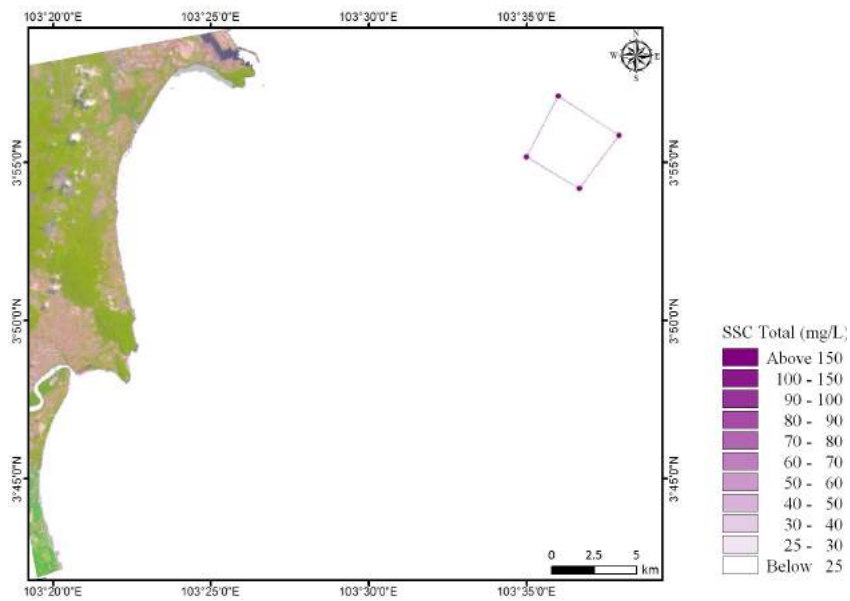 103°20'0"E 103°25'0"E 103°30'0"E 103°35'0"E
N
W E
S
3°55'0"N 3°55'0"N
3°50'0"N 3°50'0"N
3°45'0"N 3°45'0"N
SSC Total (mg/L)
Above 150
100 - 150
90 - 100
80 - 90
70 - 80
60 - 70
50 - 60
40 - 50
30 - 40
25 - 30
Below 25
0 2.5 5
km
103°20'0"E 103°25'0"E 103°30'0"E 103°35'0"E